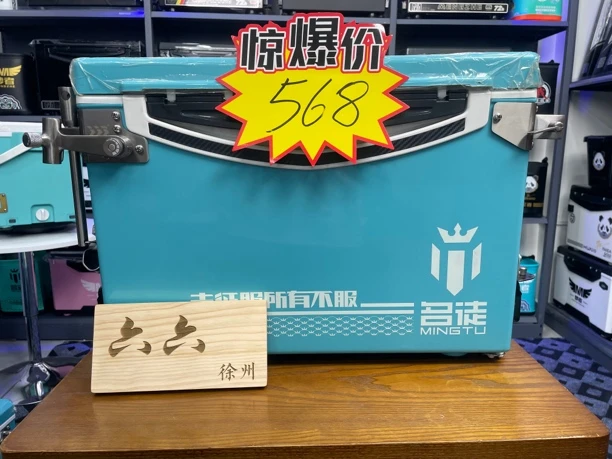 惊爆价
568
去征服所有不服
名徒
MINGTU
六六
徐州